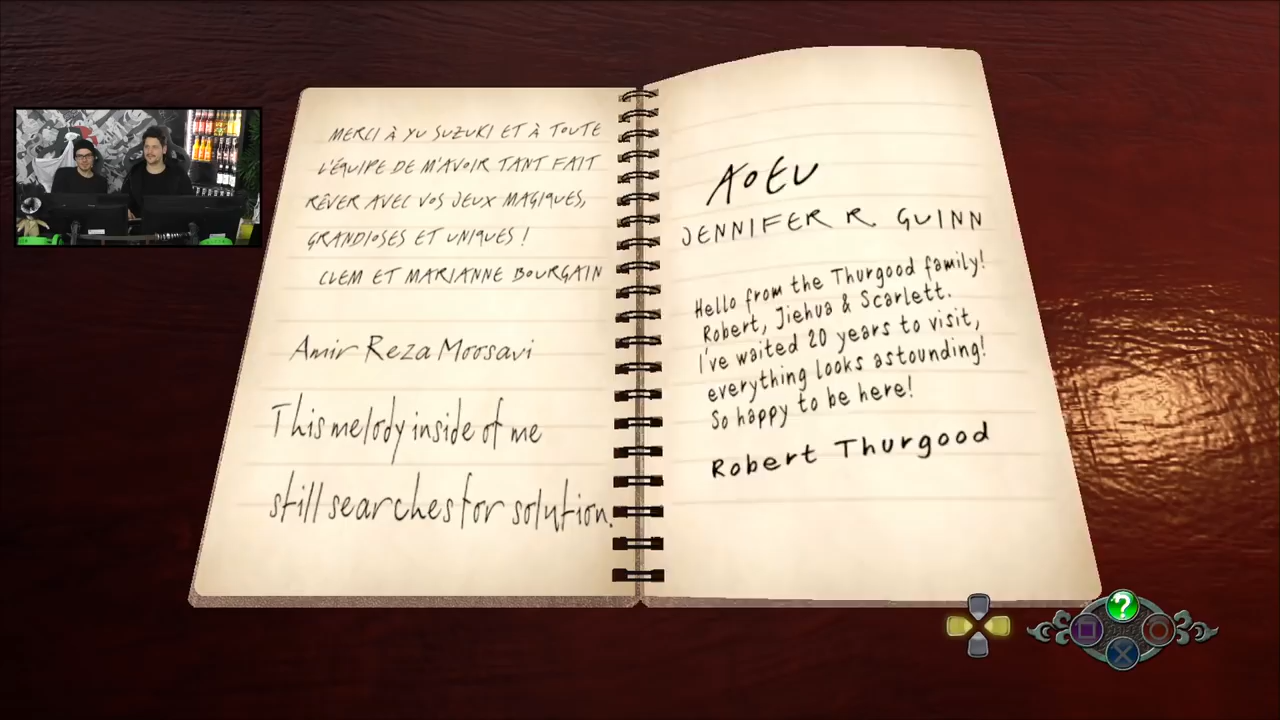 MERCI À YU SUZUKI ET À TOUTE
L'ÉQUIPE DE M'AVOIR TANT FAIT
RÊVER AVEC VOS JEUX MAGIQUES,
GRANDIOSES ET UNIQUES !
CLEM ET MARIANNE BOURGAIN
Amir Reza Moosavi
This melody inside of me
still searches for solution.
AoEu
JENNIFER R GUINN
Hello from the Thurgood family!
Robert, Jiehua & Scarlett.
I've waited 20 years to visit,
everything looks astounding!
So happy to be here!
Robert Thurgood
?